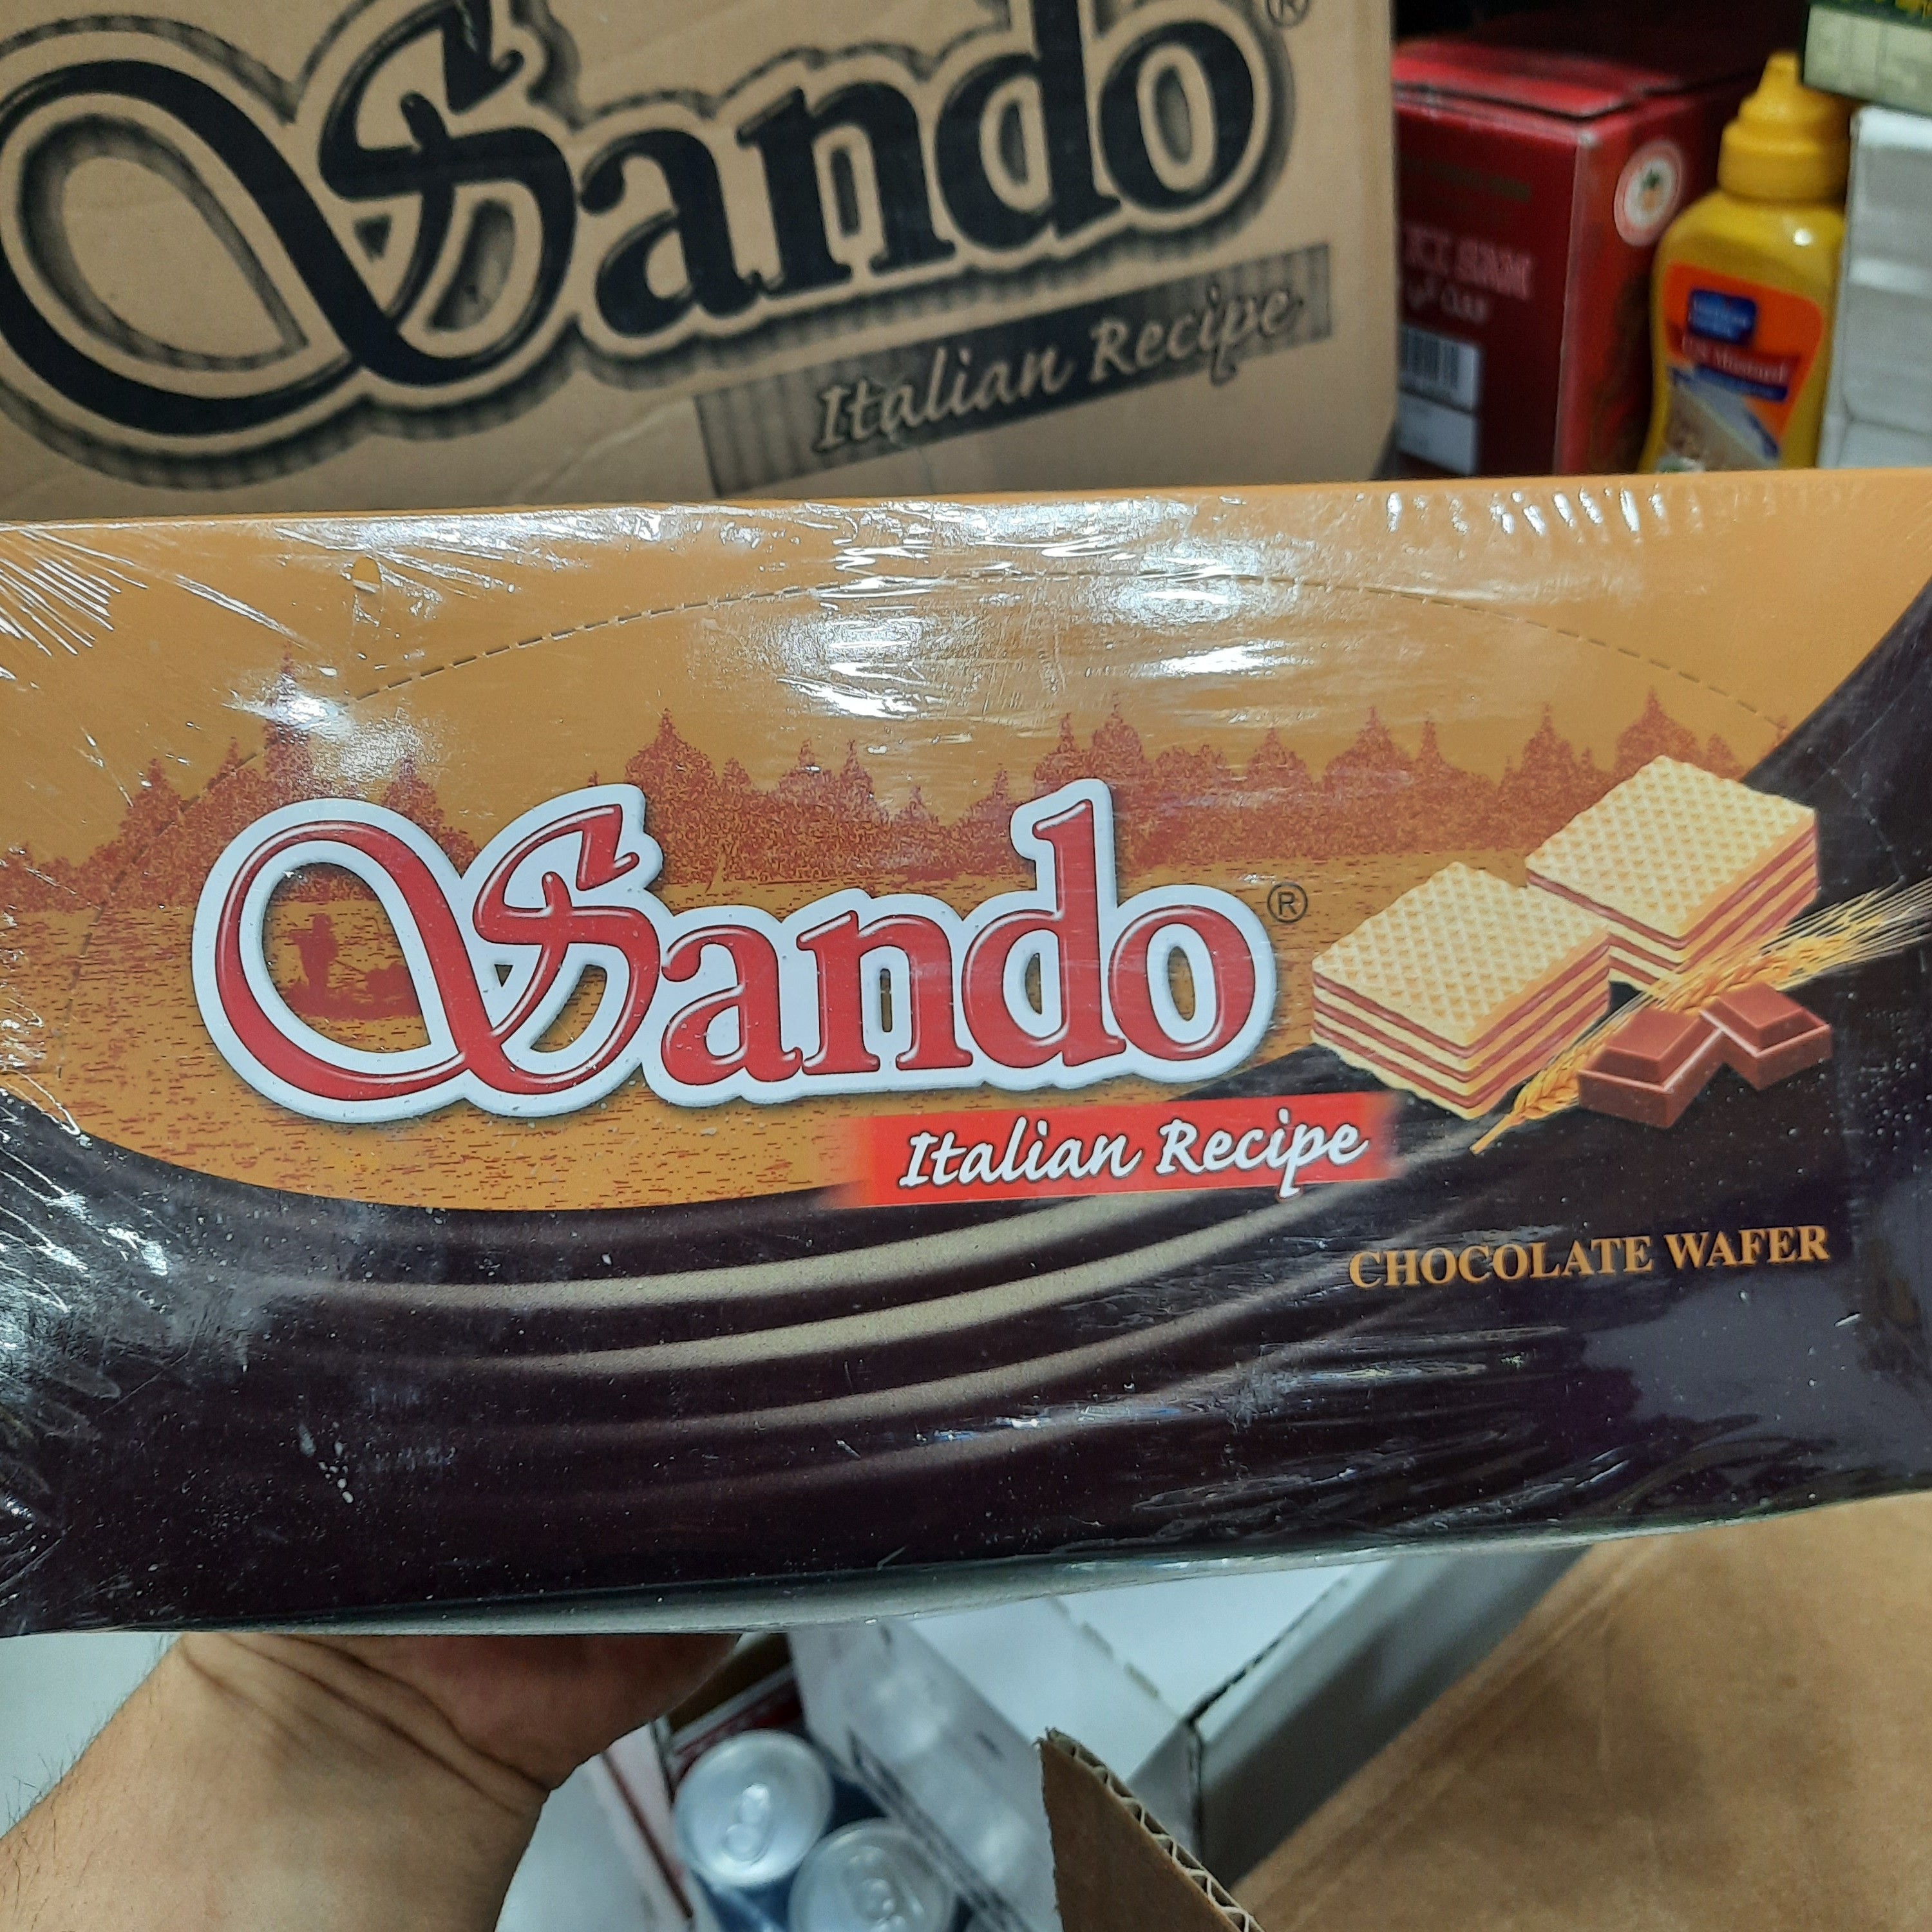 Sando®
Italian Recipe
Sando®
Italian Recipe
CHOCOLATE WAFER